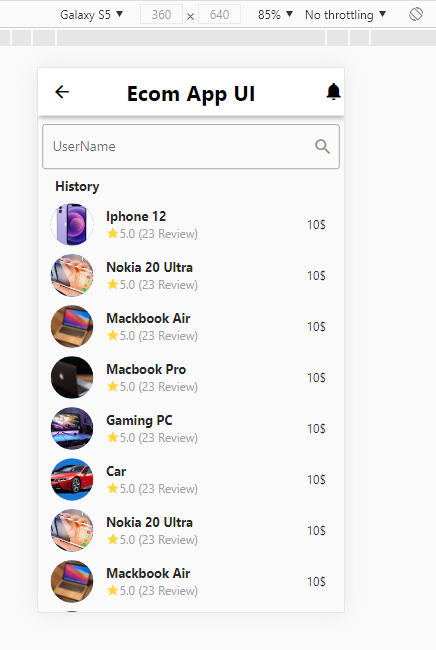 Galaxy S5 ▼ 360 × 640 85% ▼ No throttling ▼
Ecom App UI
UserName
History
Iphone 12
5.0 (23 Review)
10$
Nokia 20 Ultra
5.0 (23 Review)
10$
Mackbook Air
5.0 (23 Review)
10$
Macbook Pro
5.0 (23 Review)
10$
Gaming PC
5.0 (23 Review)
10$
Car
5.0 (23 Review)
10$
Nokia 20 Ultra
5.0 (23 Review)
10$
Mackbook Air
5.0 (23 Review)
10$